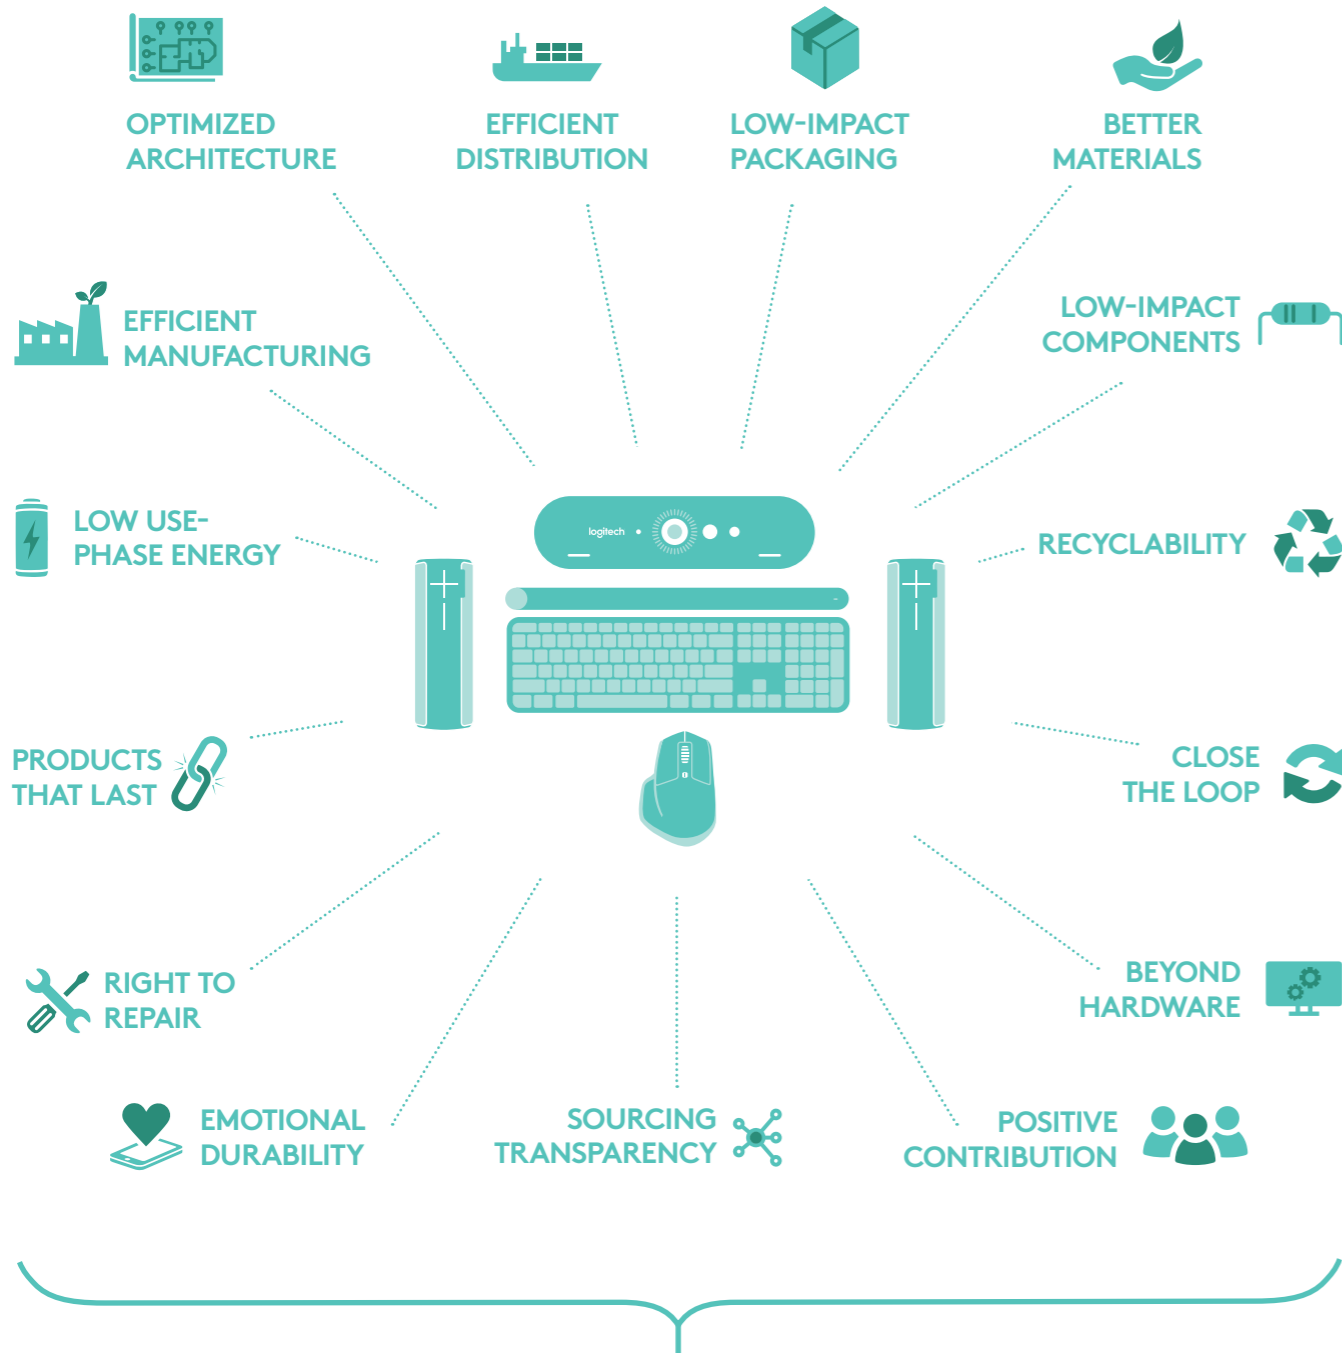 OPTIMIZED
ARCHITECTURE
EFFICIENT
DISTRIBUTION
LOW-IMPACT
PACKAGING
BETTER
MATERIALS
EFFICIENT
MANUFACTURING
LOW-IMPACT
COMPONENTS
LOW USE-
PHASE ENERGY
logitech
RECYCLABILITY
PRODUCTS
THAT LAST
CLOSE
THE LOOP
RIGHT TO
REPAIR
BEYOND
HARDWARE
EMOTIONAL
DURABILITY
SOURCING
TRANSPARENCY
POSITIVE
CONTRIBUTION